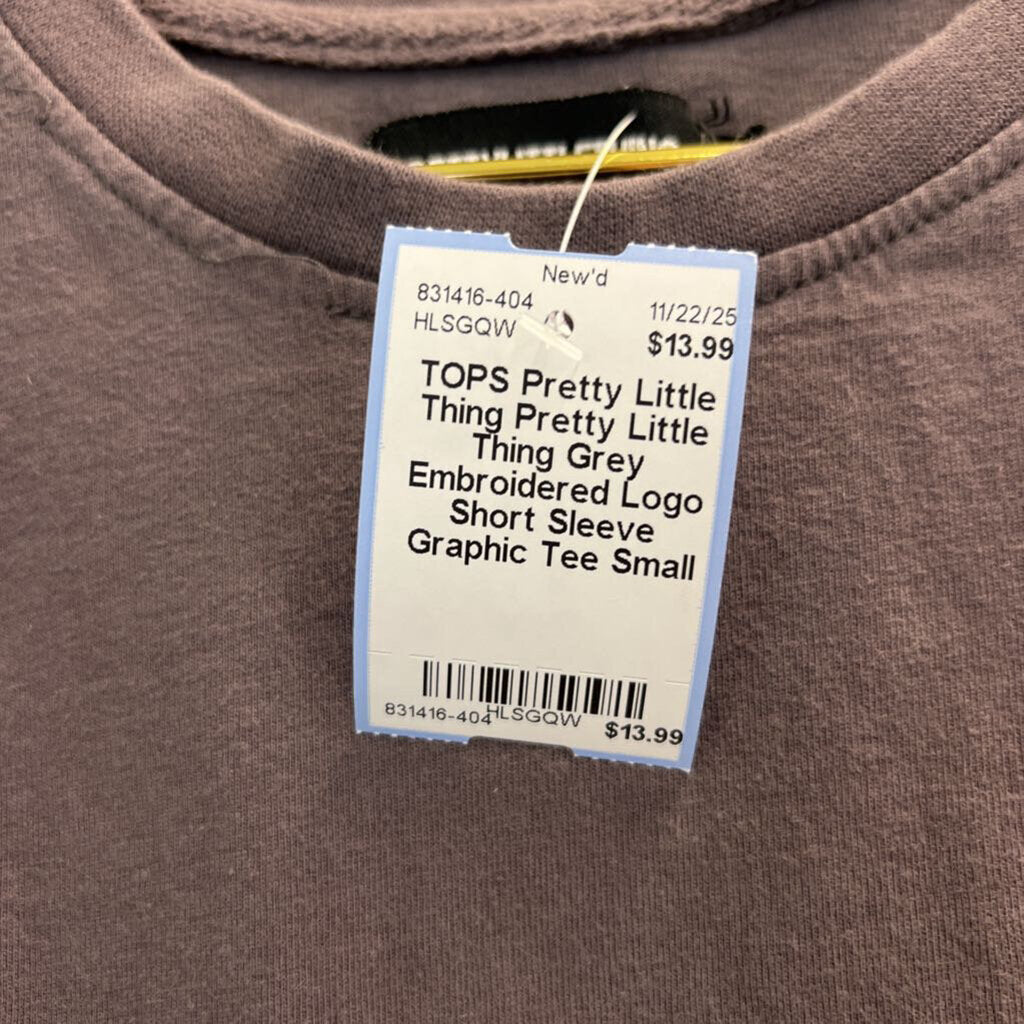 New'd
831416-404 11/22/25
HLSGQW $13.99
TOPS Pretty Little
Thing Pretty Little
Thing Grey
Embroidered Logo
Short Sleeve
Graphic Tee Small
831416-404 HLSGQW $13.99